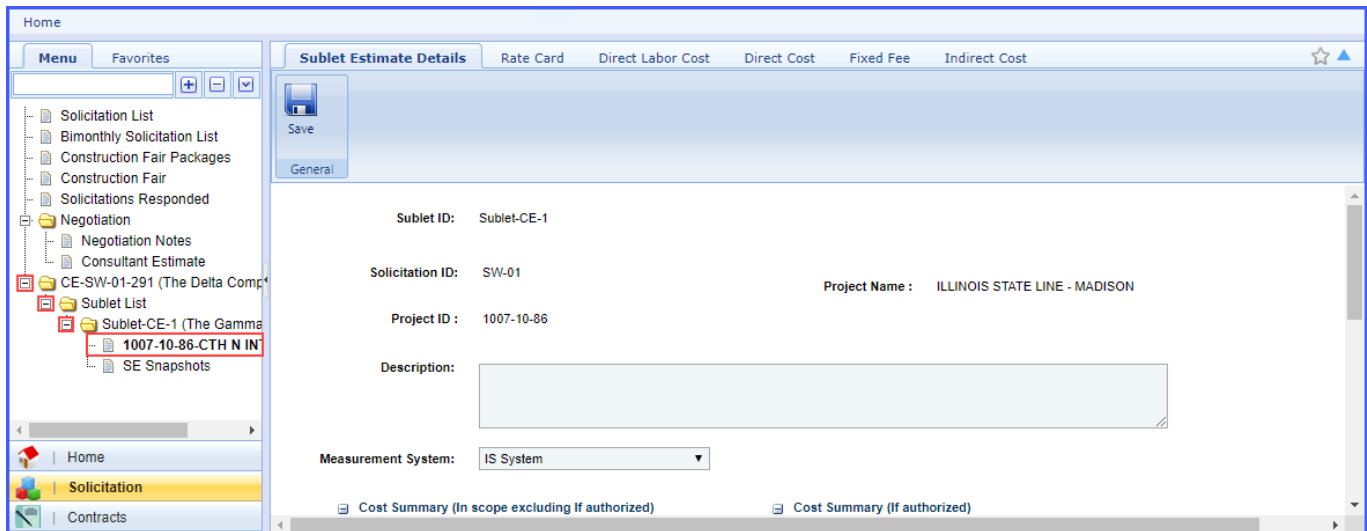 Home
Menu Favorites
Sublet Estimate Details Rate Card Direct Labor Cost Direct Cost Fixed Fee Indirect Cost
Save
General
Solicitation List
Bimonthly Solicitation List
Construction Fair Packages
Construction Fair
Solicitations Responded
Negotiation
Negotiation Notes
Consultant Estimate
CE-SW-01-291 (The Delta Comp
Sublet List
Sublet-CE-1 (The Gamma
1007-10-86-CTH N INT
SE Snapshots
Home
Solicitation
Contracts
Sublet ID: Sublet-CE-1
Solicitation ID: SW-01
Project Name : ILLINOIS STATE LINE - MADISON
Project ID : 1007-10-86
Description:
Measurement System: IS System
Cost Summary (In scope excluding If authorized) Cost Summary (If authorized)